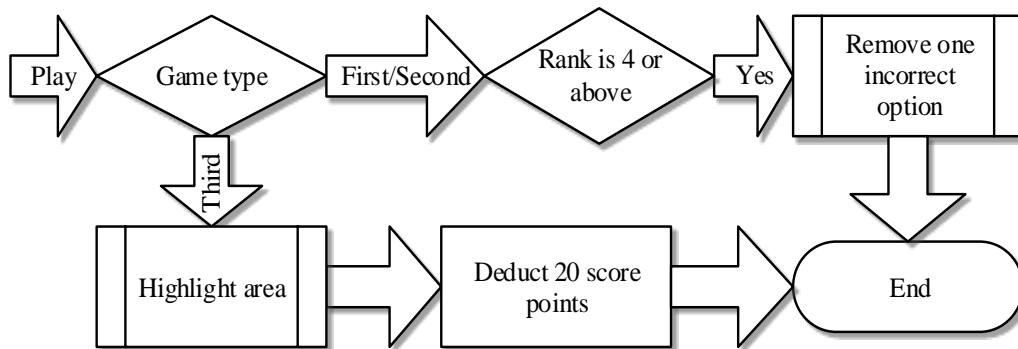 Play
Game type
First/Second
Rank is 4 or
above
Yes
Remove one
incorrect
option
Third
Highlight area
Deduct 20 score
points
End